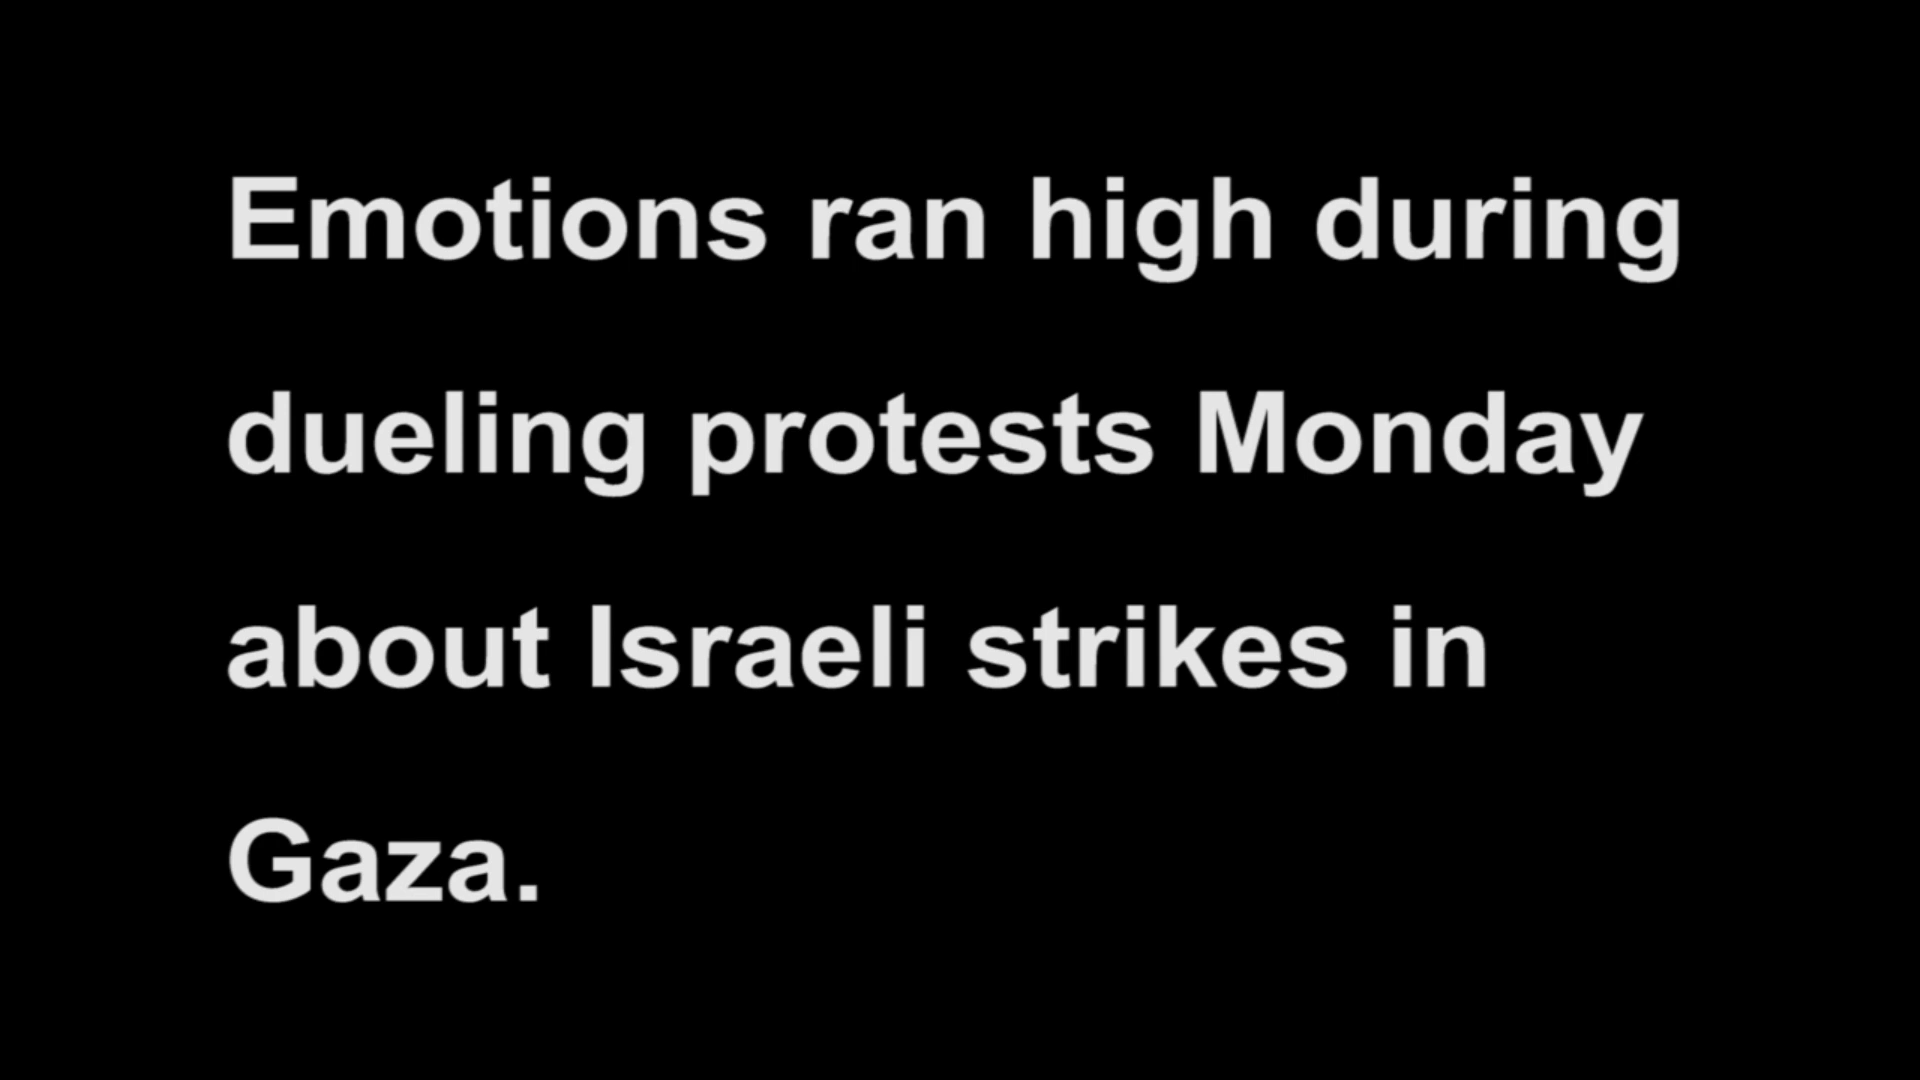 Emotions ran high during
dueling protests Monday
about Israeli strikes in
Gaza.